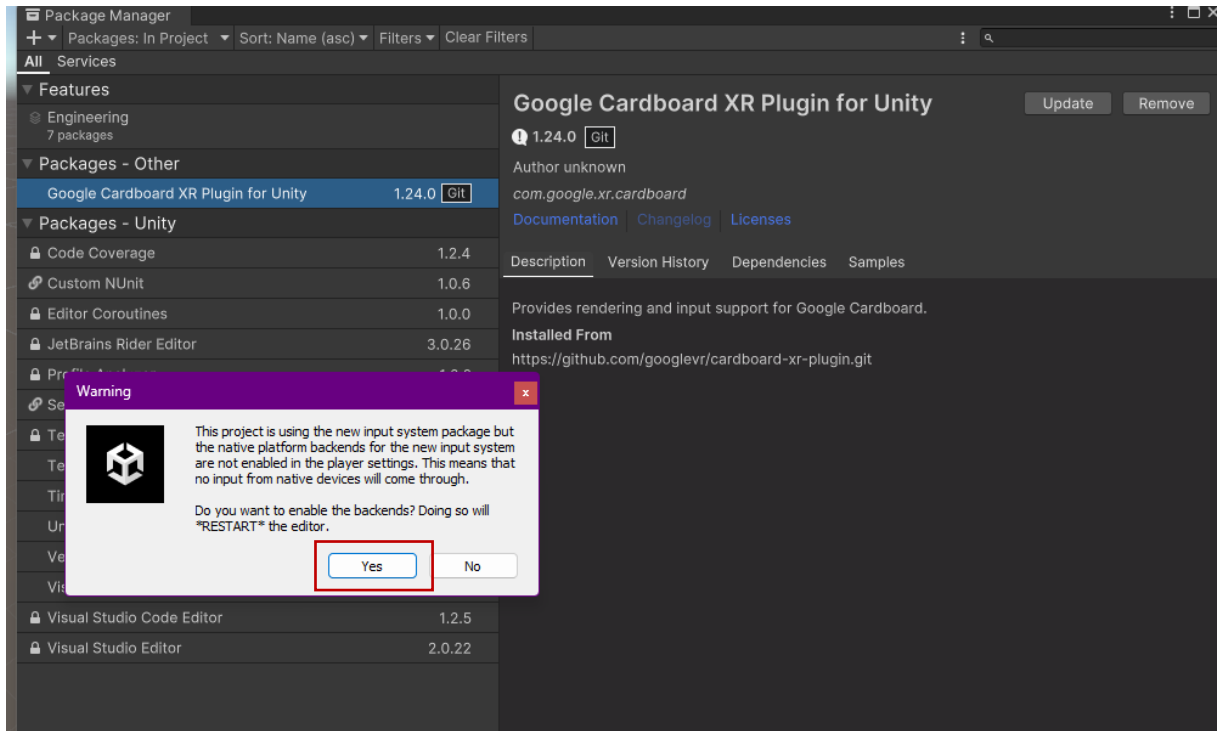 Package Manager
Packages: In Project Sort: Name (asc) Filters Clear Filters
All Services
Features
Engineering
7 packages
Packages - Other
Google Cardboard XR Plugin for Unity 1.24.0 Git
Packages - Unity
Code Coverage 1.2.4
Custom NUnit 1.0.6
Editor Coroutines 1.0.0
JetBrains Rider Editor 3.0.26
Visual Studio Code Editor 1.2.5
Visual Studio Editor 2.0.22
Google Cardboard XR Plugin for Unity
Update Remove
1.24.0 Git
Author unknown
com.google.xr.cardboard
Documentation Changelog Licenses
Description Version History Dependencies Samples
Provides rendering and input support for Google Cardboard.
Installed From
https://github.com/googlevr/cardboard-xr-plugin.git
Warning
This project is using the new input system package but
the native platform backends for the new input system
are not enabled in the player settings. This means that
no input from native devices will come through.
Do you want to enable the backends? Doing so will
*RESTART* the editor.
Yes No